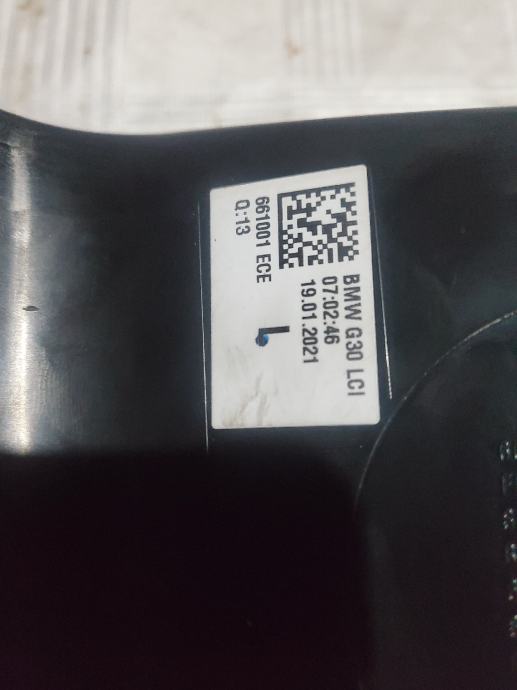 BMW G30 LCI
07:02:46
19.01.2021
L
661001 ECE
Q:13